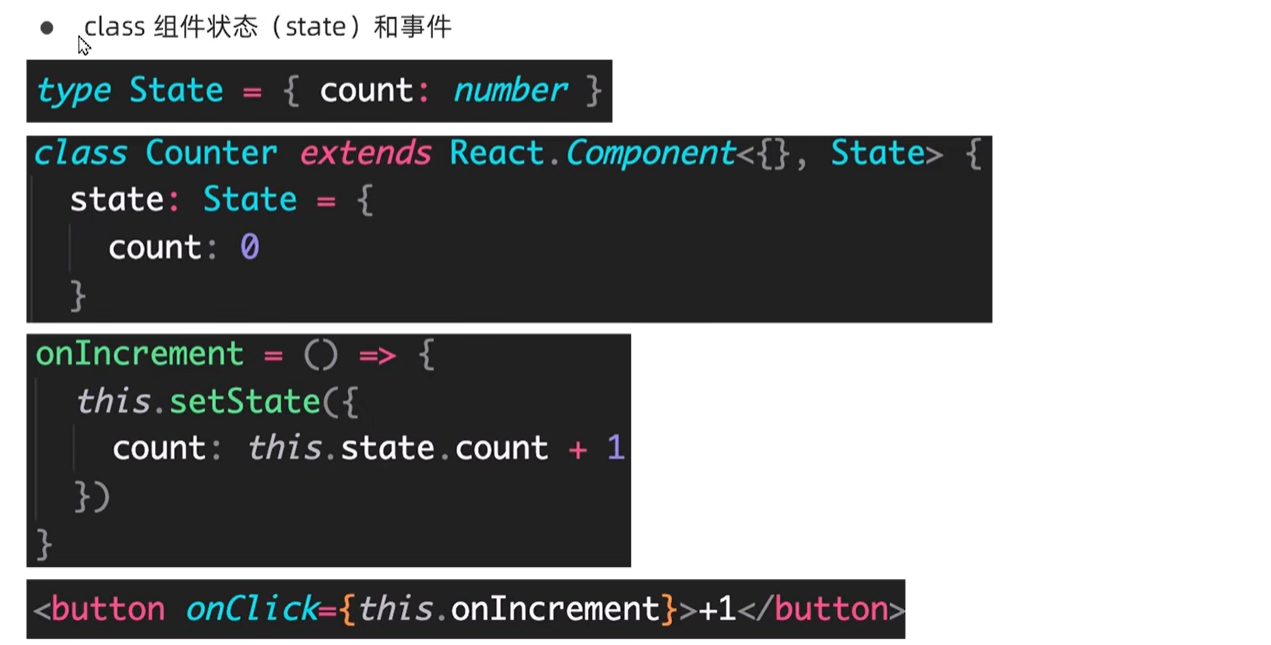 ● class 组件状态（state）和事件
type State = { count: number }
class Counter extends React.Component<{}, State> {
  state: State = {
    count: 0
  }
onIncrement = () => {
  this.setState({
    count: this.state.count + 1
  })
}
<button onClick={this.onIncrement}>+1</button>